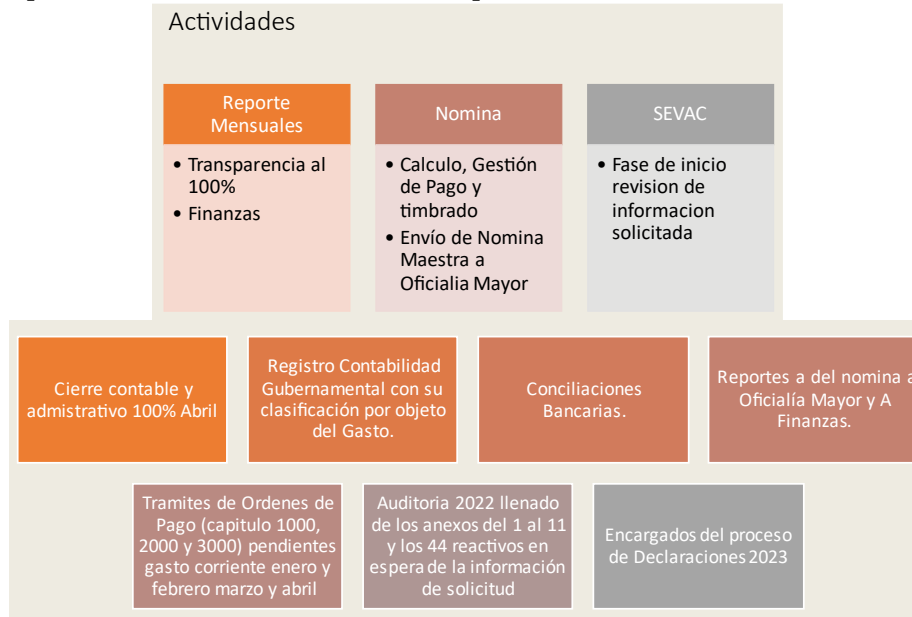 Actividades
Reporte
Mensuales
• Transparencia al
100%
• Finanzas
Nomina
• Calculo, Gestión
de Pago y
timbrado
• Envío de Nomina
Maestra a
Oficialia Mayor
SEVAC
• Fase de inicio
revision de
informacion
solicitada
Cierre contable y
admistrativo 100% Abril
Registro Contabilidad
Gubernamental con su
clasificación por objeto
del Gasto.
Conciliaciones
Bancarias.
Reportes a del nomina a
Oficialía Mayor y A
Finanzas.
Tramites de Ordenes de
Pago (capitulo 1000,
2000 y 3000) pendientes
gasto corriente enero y
febrero marzo y abril
Auditoria 2022 llenado
de los anexos del 1 al 11
y los 44 reactivos en
espera de la información
de solicitud
Encargados del proceso
de Declaraciones 2023